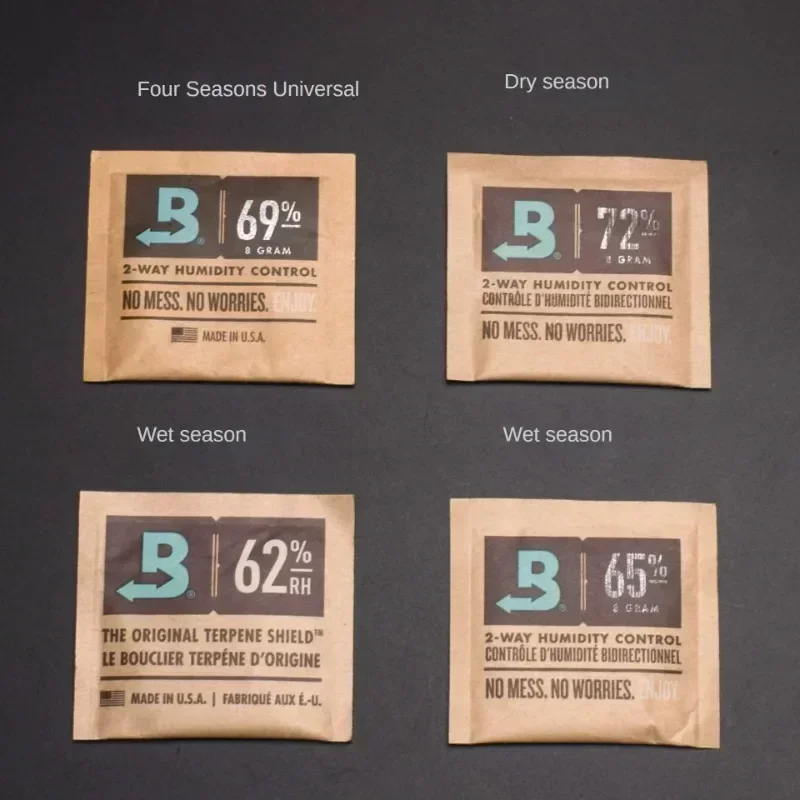 Four Seasons Universal
Dry season
B® 69%
8 GRAM
2-WAY HUMIDITY CONTROL
NO MESS. NO WORRIES. ENJOY.
MADE IN U.S.A.
B® 72%
8 GRAM
2-WAY HUMIDITY CONTROL
CONTRÔLE D'HUMIDITÉ BIDIRECTIONNEL
NO MESS. NO WORRIES. ENJOY.
Wet season
Wet season
B® 62% RH
THE ORIGINAL TERPENE SHIELD™
LE BOUCLIER TERPÉNE D'ORIGINE
MADE IN U.S.A. | FABRIQUÉ AUX É.-U.
B® 65%
8 GRAM
2-WAY HUMIDITY CONTROL
CONTRÔLE D'HUMIDITÉ BIDIRECTIONNEL
NO MESS. NO WORRIES. ENJOY.